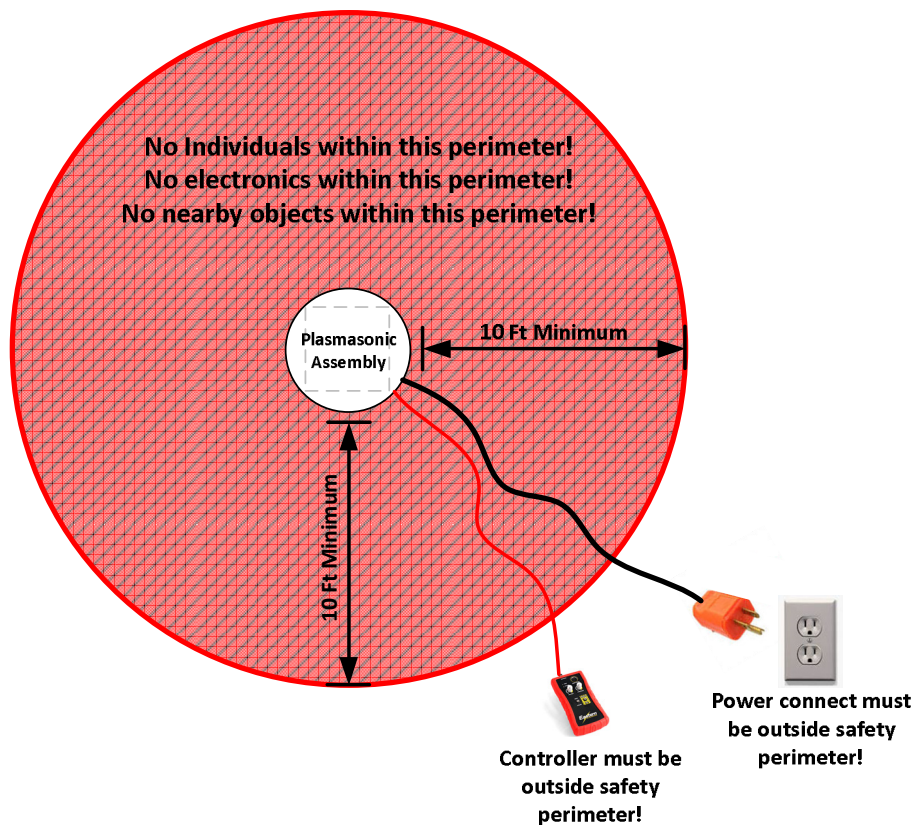 No Individuals within this perimeter!
No electronics within this perimeter!
No nearby objects within this perimeter!
Plasmasonic
Assembly
10 Ft Minimum
10 Ft Minimum
Power connect must
be outside safety
perimeter!
Controller must be
outside safety
perimeter!